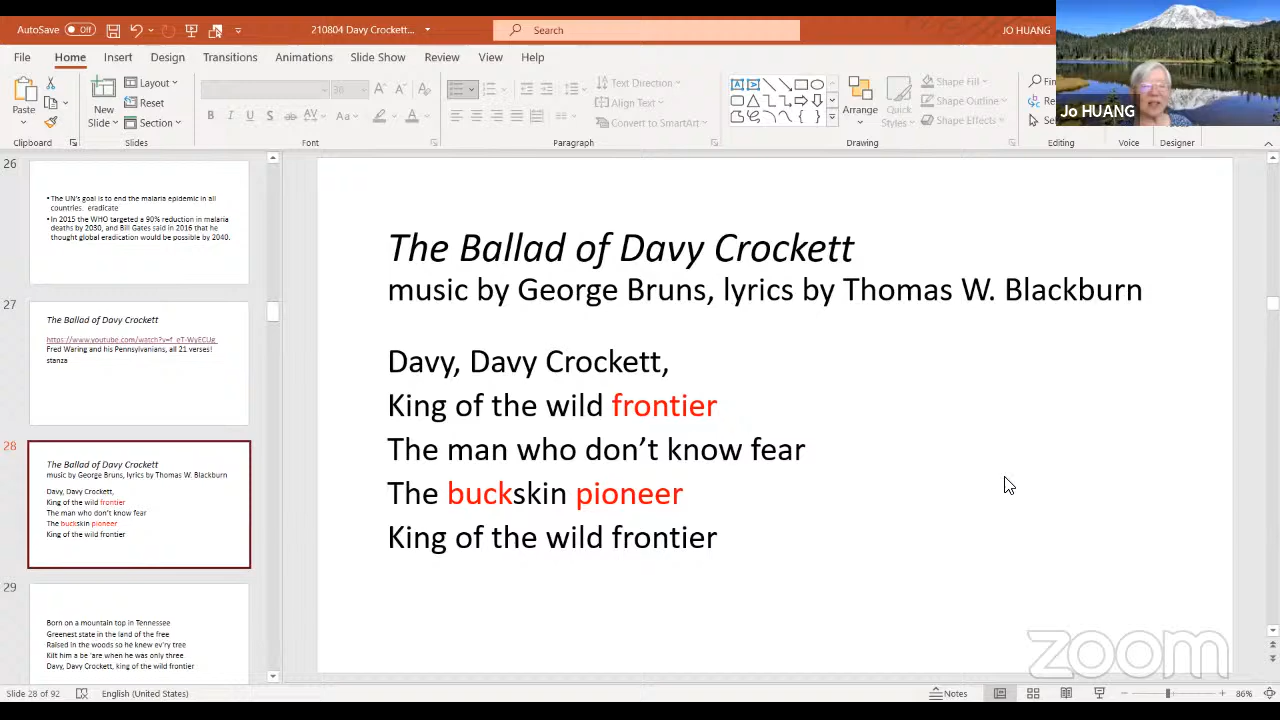 AutoSave Off
210804 Davy Crockett...
Search
JO HUANG
File Home Insert Design Transitions Animations Slide Show Review View Help
Paste
Clipboard
New Slide
Layout
Reset
Section
Slides
38
Font
Text Direction
Align Text
Convert to SmartArt
Paragraph
Arrange
Quick Styles
Shape Fill
Shape Outline
Shape Effects
Drawing
Editing
Voice
Designer
Jo HUANG
26
• The UN's goal is to end the malaria epidemic in all
countries. eradicate
• In 2015 the WHO targeted a 90% reduction in malaria
deaths by 2030, and Bill Gates said in 2016 that he
thought global eradication would be possible by 2040.
27
The Ballad of Davy Crockett
Fred Waring and his Pennsylvanians, all 21 verses!
stanza
28
The Ballad of Davy Crockett
music by George Bruns, lyrics by Thomas W. Blackburn
Davy, Davy Crockett,
King of the wild frontier
The man who don't know fear
The buckskin pioneer
King of the wild frontier
29
Born on a mountain top in Tennessee
Greenest state in the land of the free
Raised in the woods so he knew ev'ry tree
Kilt him a be 'are when he was only three
Davy, Davy Crockett, king of the wild frontier
The Ballad of Davy Crockett
music by George Bruns, lyrics by Thomas W. Blackburn
Davy, Davy Crockett,
King of the wild frontier
The man who don't know fear
The buckskin pioneer
King of the wild frontier
zoom
Slide 28 of 92
English (United States)
Notes
86%